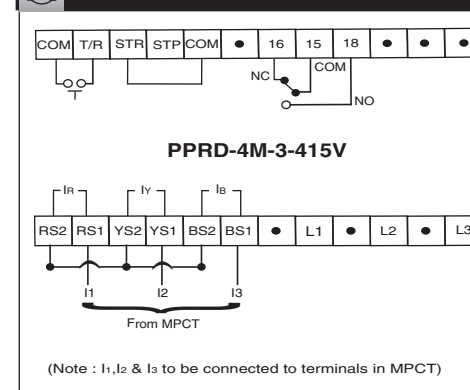 COM T/R STR STP COM • 16 15 18 • • •
NC COM
NO
PPRD-4M-3-415V
IR IY IB
RS2 RS1 YS2 YS1 BS2 BS1 • L1 • L2 • L3
I1 I2 I3
From MPCT
(Note : I1,I2 & I3 to be connected to terminals in MPCT)